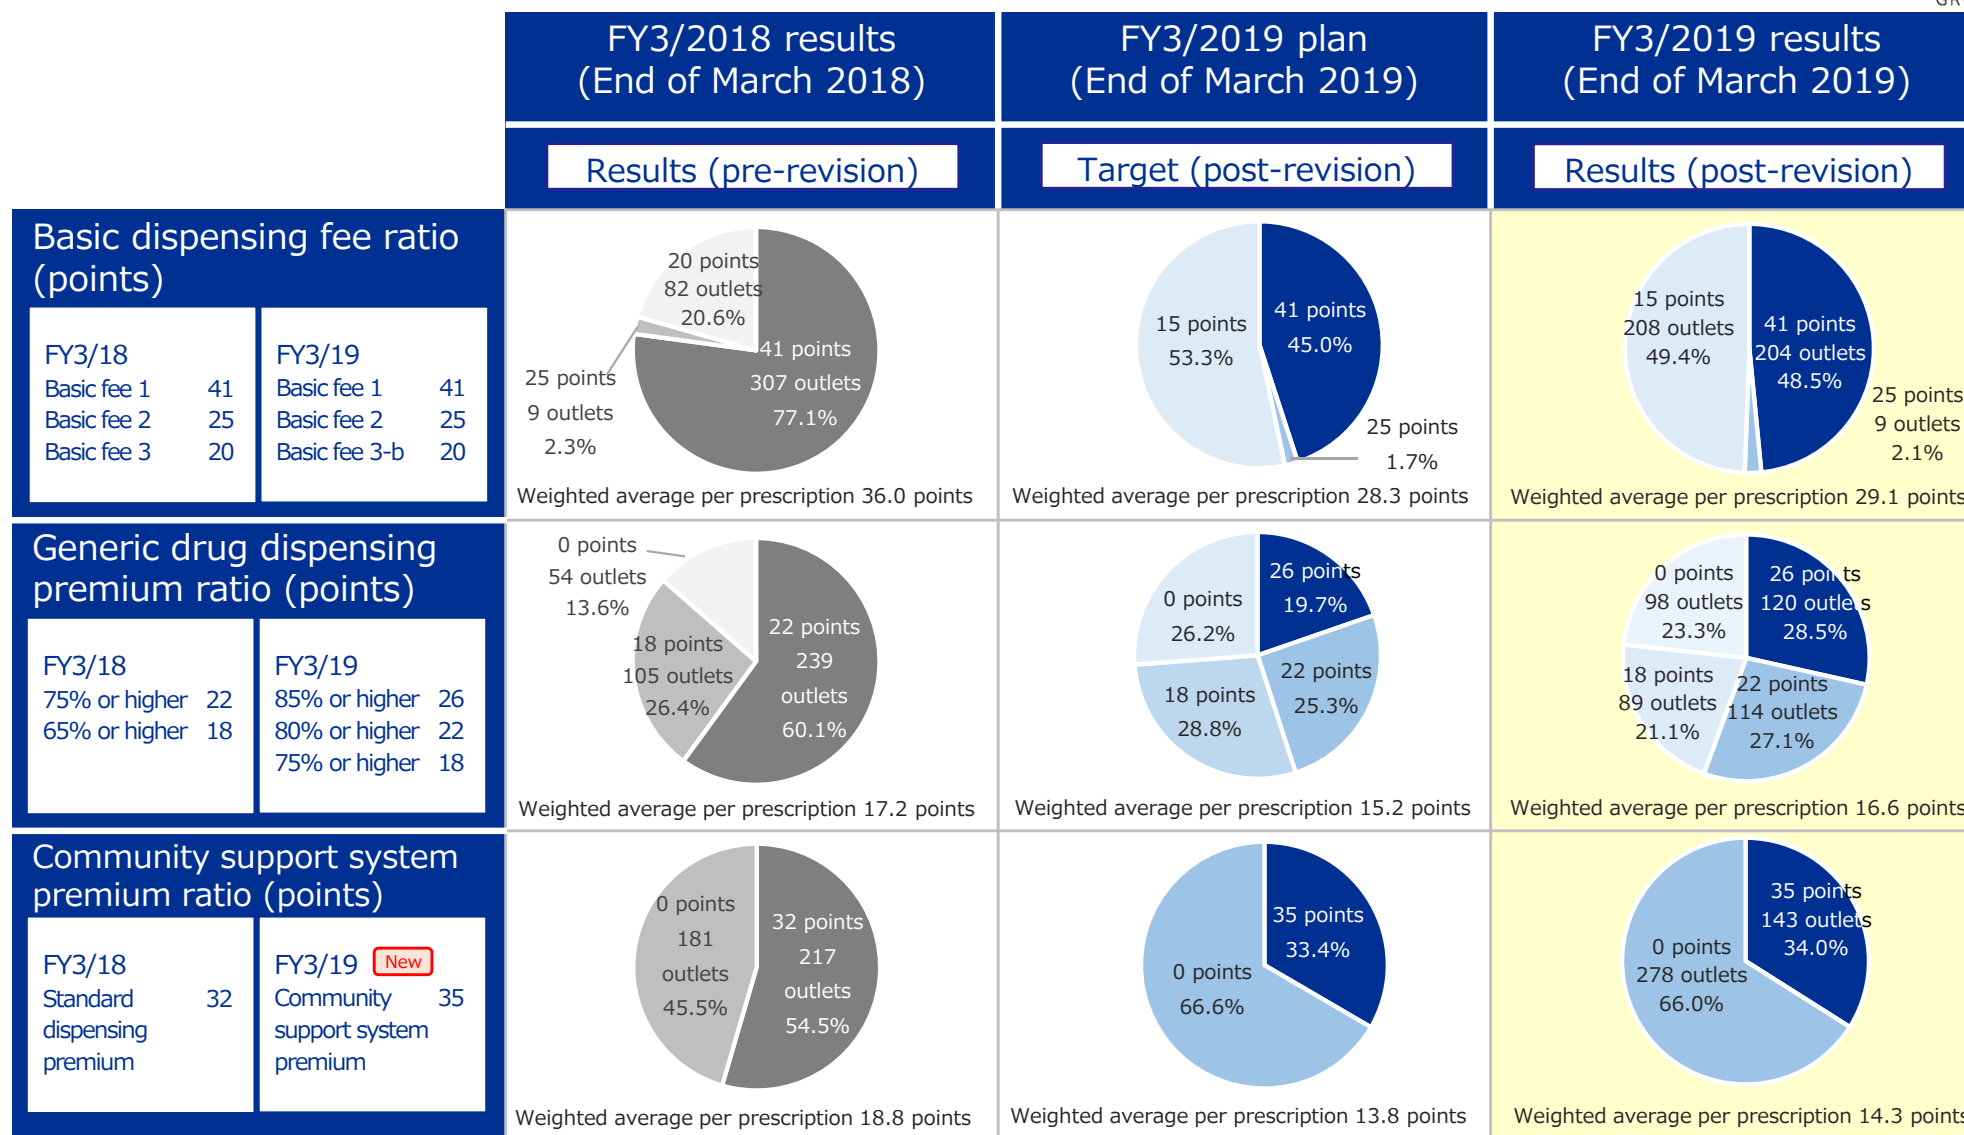 FY3/2018 results
(End of March 2018)
FY3/2019 plan
(End of March 2019)
FY3/2019 results
(End of March 2019)
Results (pre-revision)
Target (post-revision)
Results (post-revision)
Basic dispensing fee ratio
(points)
FY3/18
Basic fee 1 41
Basic fee 2 25
Basic fee 3 20
FY3/19
Basic fee 1 41
Basic fee 2 25
Basic fee 3-b 20
20 points
82 outlets
20.6%
41 points
307 outlets
77.1%
25 points
9 outlets
2.3%
Weighted average per prescription 36.0 points
15 points
53.3%
41 points
45.0%
25 points
1.7%
Weighted average per prescription 28.3 points
15 points
208 outlets
49.4%
41 points
204 outlets
48.5%
25 points
9 outlets
2.1%
Weighted average per prescription 29.1 points
Generic drug dispensing
premium ratio (points)
FY3/18
75% or higher 22
65% or higher 18
FY3/19
85% or higher 26
80% or higher 22
75% or higher 18
0 points
54 outlets
13.6%
18 points
105 outlets
26.4%
22 points
239
outlets
60.1%
Weighted average per prescription 17.2 points
0 points
26.2%
26 points
19.7%
18 points
28.8%
22 points
25.3%
Weighted average per prescription 15.2 points
0 points
98 outlets
23.3%
26 points
120 outlets
28.5%
18 points
89 outlets
21.1%
22 points
114 outlets
27.1%
Weighted average per prescription 16.6 points
Community support system
premium ratio (points)
FY3/18
Standard 32
dispensing
premium
FY3/19 New
Community 35
support system
premium
0 points
181
outlets
45.5%
32 points
217
outlets
54.5%
Weighted average per prescription 18.8 points
35 points
33.4%
0 points
66.6%
Weighted average per prescription 13.8 points
35 points
143 outlets
34.0%
0 points
278 outlets
66.0%
Weighted average per prescription 14.3 points